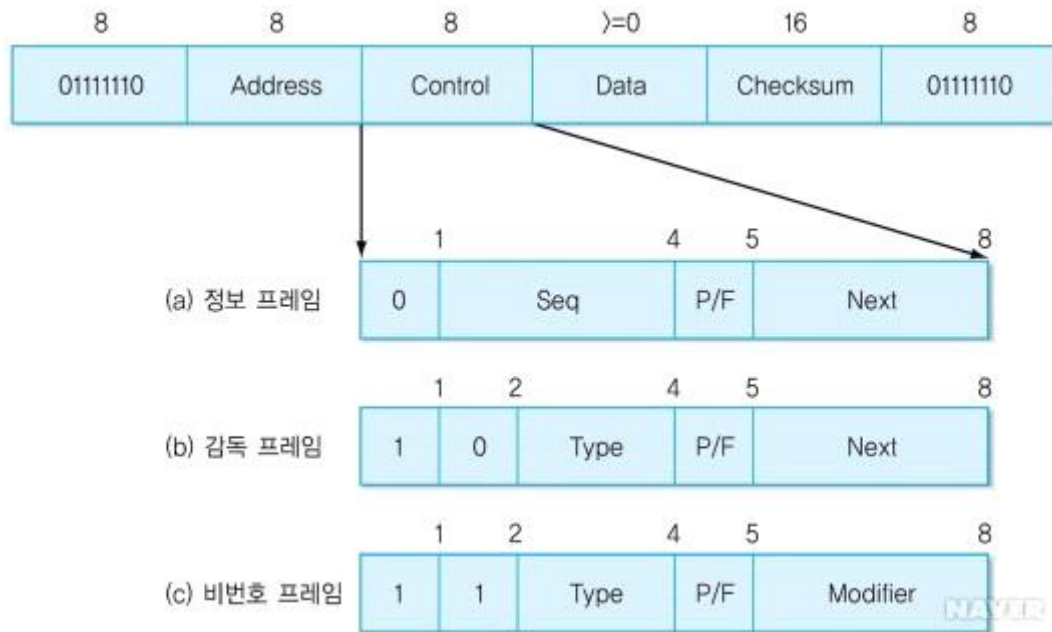 8 8 8 >=0 16 8
01111110 Address Control Data Checksum 01111110
1 4 5 8
(a) 정보 프레임 0 Seq P/F Next
1 2 4 5 8
(b) 감독 프레임 1 0 Type P/F Next
1 2 4 5 8
(c) 비번호 프레임 1 1 Type P/F Modifier
NAVER